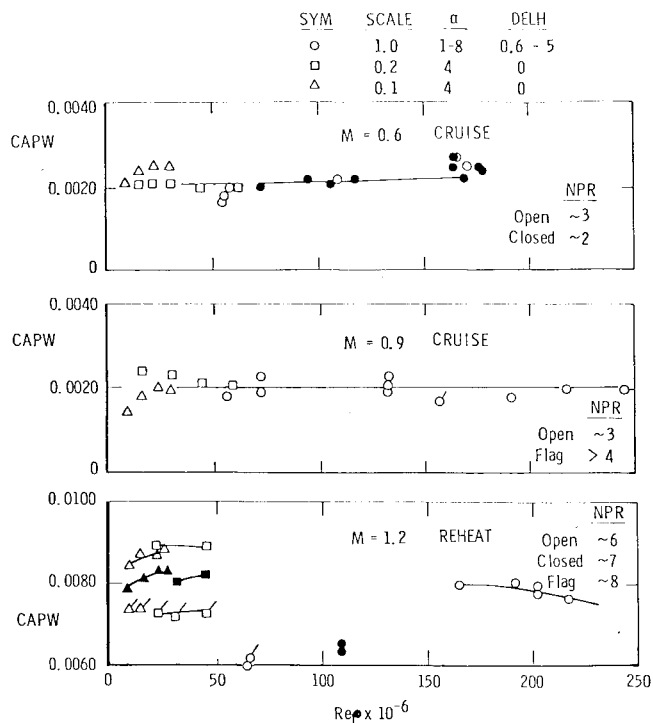 SYM SCALE α DELH
○ 1.0 1-8 0.6 - 5
□ 0.2 4 0
△ 0.1 4 0
0.0040
CAPW
M = 0.6 CRUISE
0.0020
NPR
Open ~3
Closed ~2
0
0.0040
CAPW
M = 0.9 CRUISE
0.0020
NPR
Open ~3
Flag > 4
0
0.0100
M = 1.2 REHEAT
NPR
Open ~6
Closed ~7
Flag ~8
0.0080
CAPW
0.0060
0 50 100 150 200 250
x 10-6